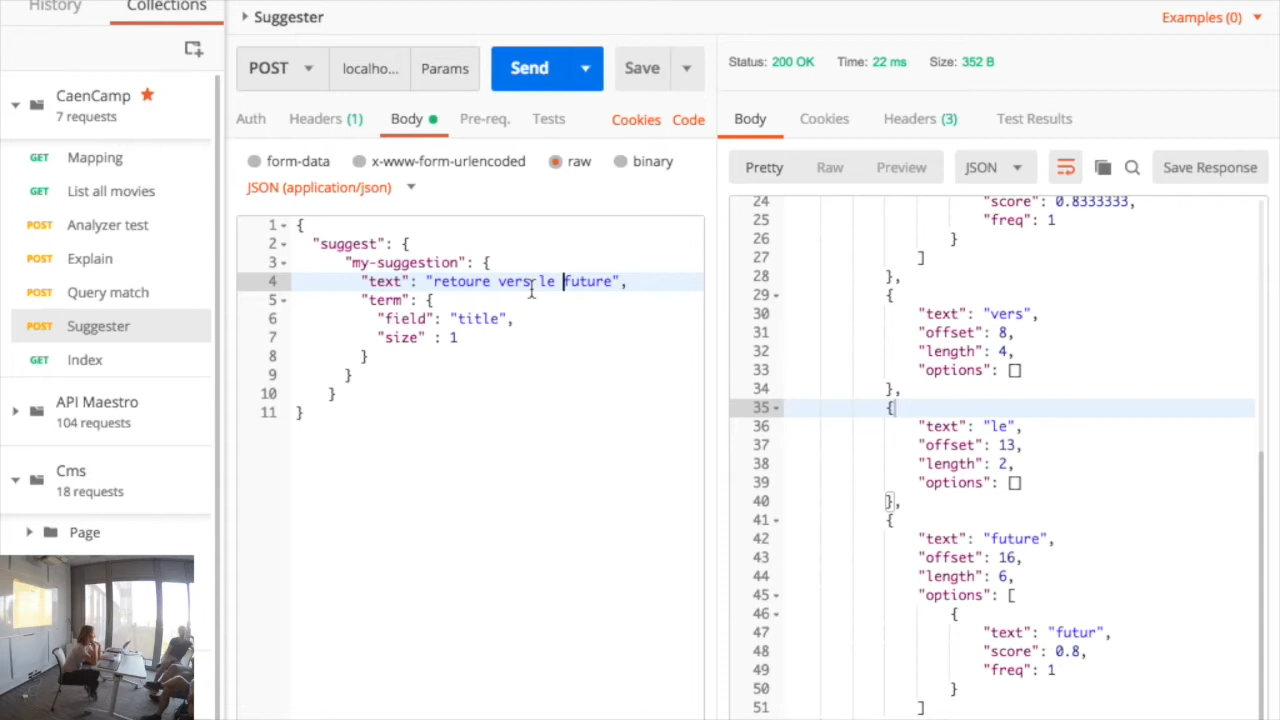 History
Collections
CaenCamp
7 requests
GET Mapping
GET List all movies
POST Analyzer test
POST Explain
POST Query match
POST Suggester
GET Index
API Maestro
104 requests
Cms
18 requests
Page
Suggester
Examples (0)
POST
localho...
Params
Send
Save
Auth
Headers (1)
Body
Pre-req.
Tests
Cookies
Code
form-data
x-www-form-urlencoded
raw
binary
JSON (application/json)
1 {
2 "suggest": {
3 "my-suggestion": {
4 "text": "retoure vers le future",
5 "term": {
6 "field": "title",
7 "size" : 1
8 }
9 }
10 }
11 }
Status: 200 OK
Time: 22 ms
Size: 352 B
Body
Cookies
Headers (3)
Test Results
Pretty
Raw
Preview
JSON
Save Response
24 "score": 0.8333333,
25 "freq": 1
26 }
27 ]
28 },
29 {
30 "text": "vers",
31 "offset": 8,
32 "length": 4,
33 "options": []
34 },
35 {
36 "text": "le",
37 "offset": 13,
38 "length": 2,
39 "options": []
40 },
41 {
42 "text": "future",
43 "offset": 16,
44 "length": 6,
45 "options": [
46 {
47 "text": "futur",
48 "score": 0.8,
49 "freq": 1
50 }
51 ]